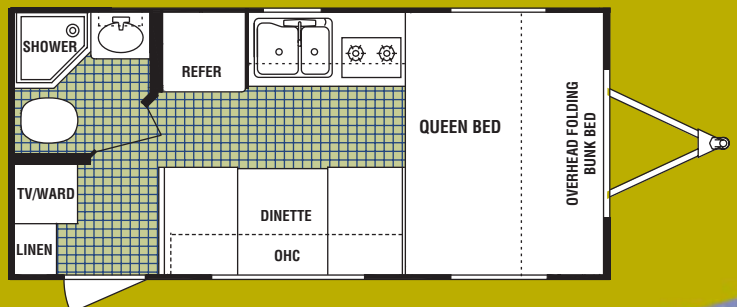 SHOWER
REFER
QUEEN BED
OVERHEAD FOLDING
BUNK BED
TV/WARD
DINETTE
LINEN
OHC